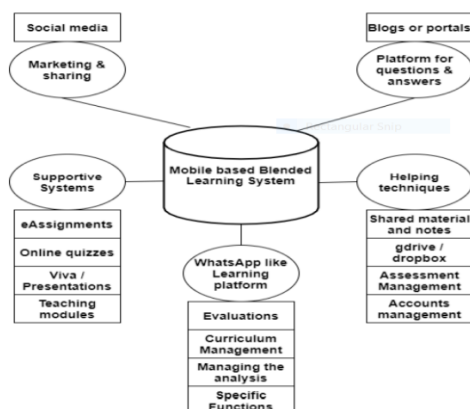 Social media
Blogs or portals
Marketing &
sharing
Platform for
questions &
answers
Rectangular Snip
Mobile based Blended
Learning System
Supportive
Systems
Helping
techniques
eAssignments
Online quizzes
Viva /
Presentations
Teaching
modules
Shared material
and notes
gdrive /
dropbox
Assessment
Management
Accounts
management
WhatsApp like
Learning
platform
Evaluations
Curriculum
Management
Managing the
analysis
Specific
Functions